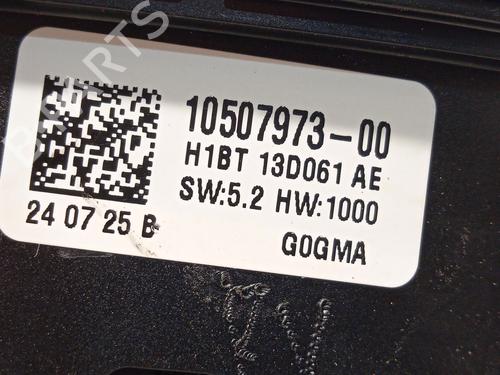 10507973-00
H1BT 13D061 AE
SW:5.2 HW:1000
24 07 25 B
G0GMA